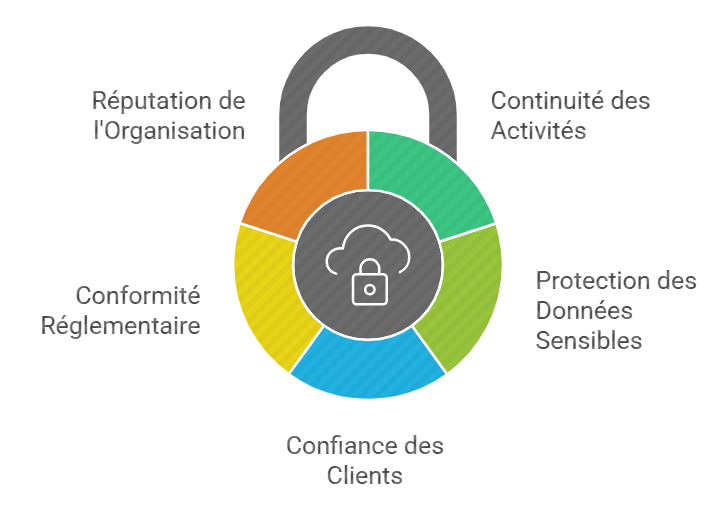 Réputation de
l'Organisation
Continuité des
Activités
Conformité
Réglementaire
Protection des
Données
Sensibles
Confiance des
Clients